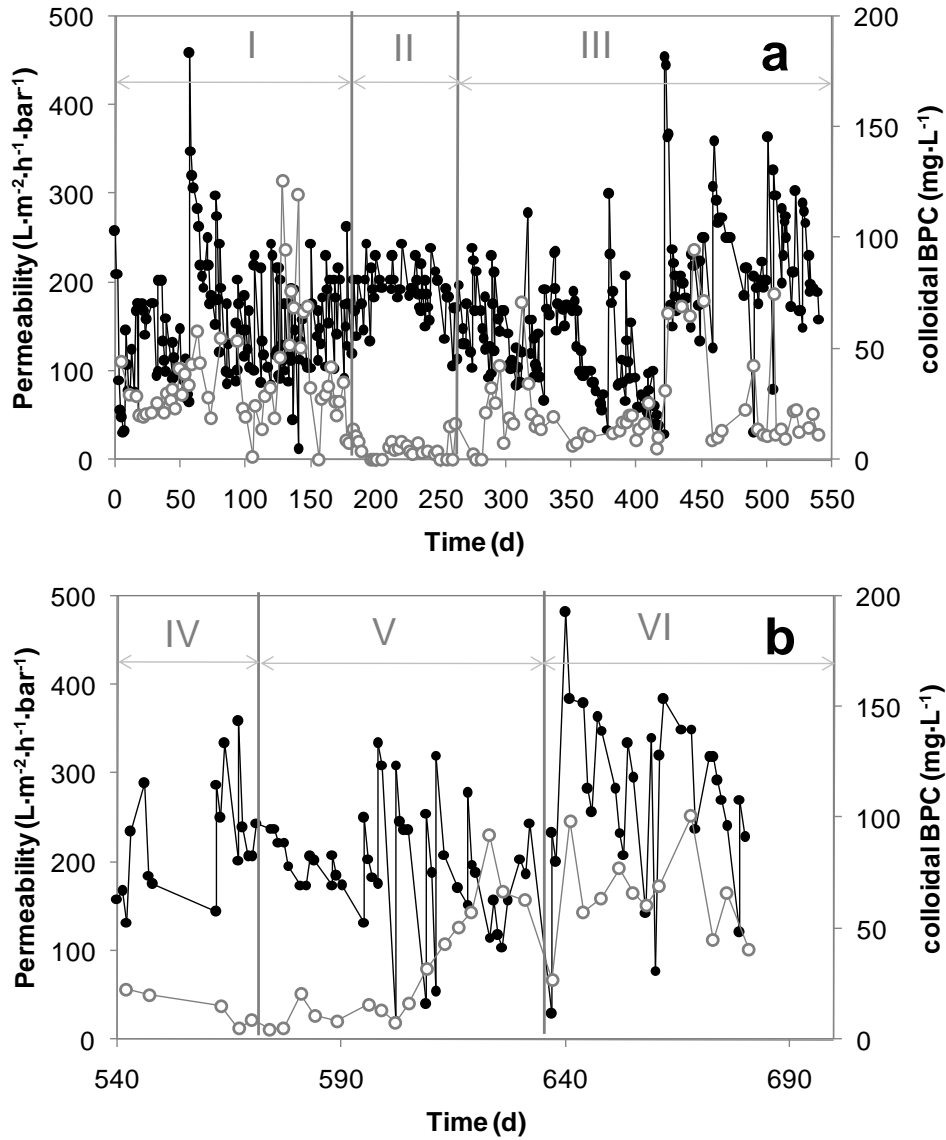 I
II
III
a
Permeability (L·m⁻²·h⁻¹·bar⁻¹)
500
400
300
200
100
0
colloidal BPC (mg·L⁻¹)
200
150
100
50
0
0 50 100 150 200 250 300 350 400 450 500 550
Time (d)
IV
V
VI
b
Permeability (L·m⁻²·h⁻¹·bar⁻¹)
500
400
300
200
100
0
colloidal BPC (mg·L⁻¹)
200
150
100
50
0
540 590 640 690
Time (d)